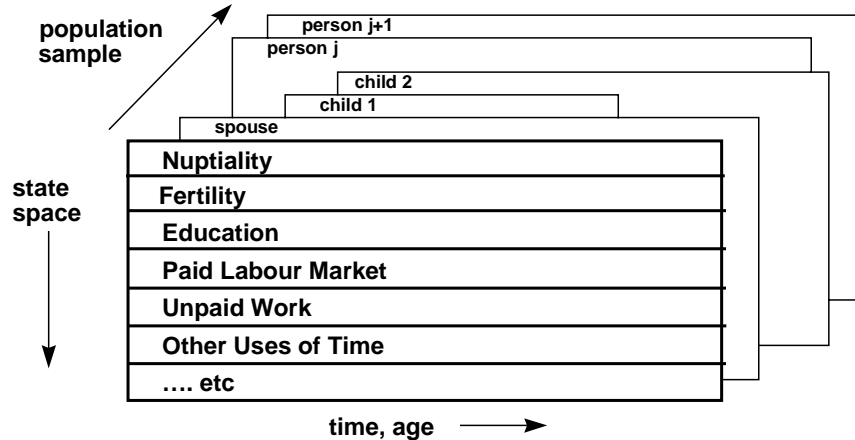 person j+1
population
sample
person j
child 2
child 1
spouse
Nuptiality
state
space
Fertility
Education
Paid Labour Market
Unpaid Work
Other Uses of Time
…. etc
time, age